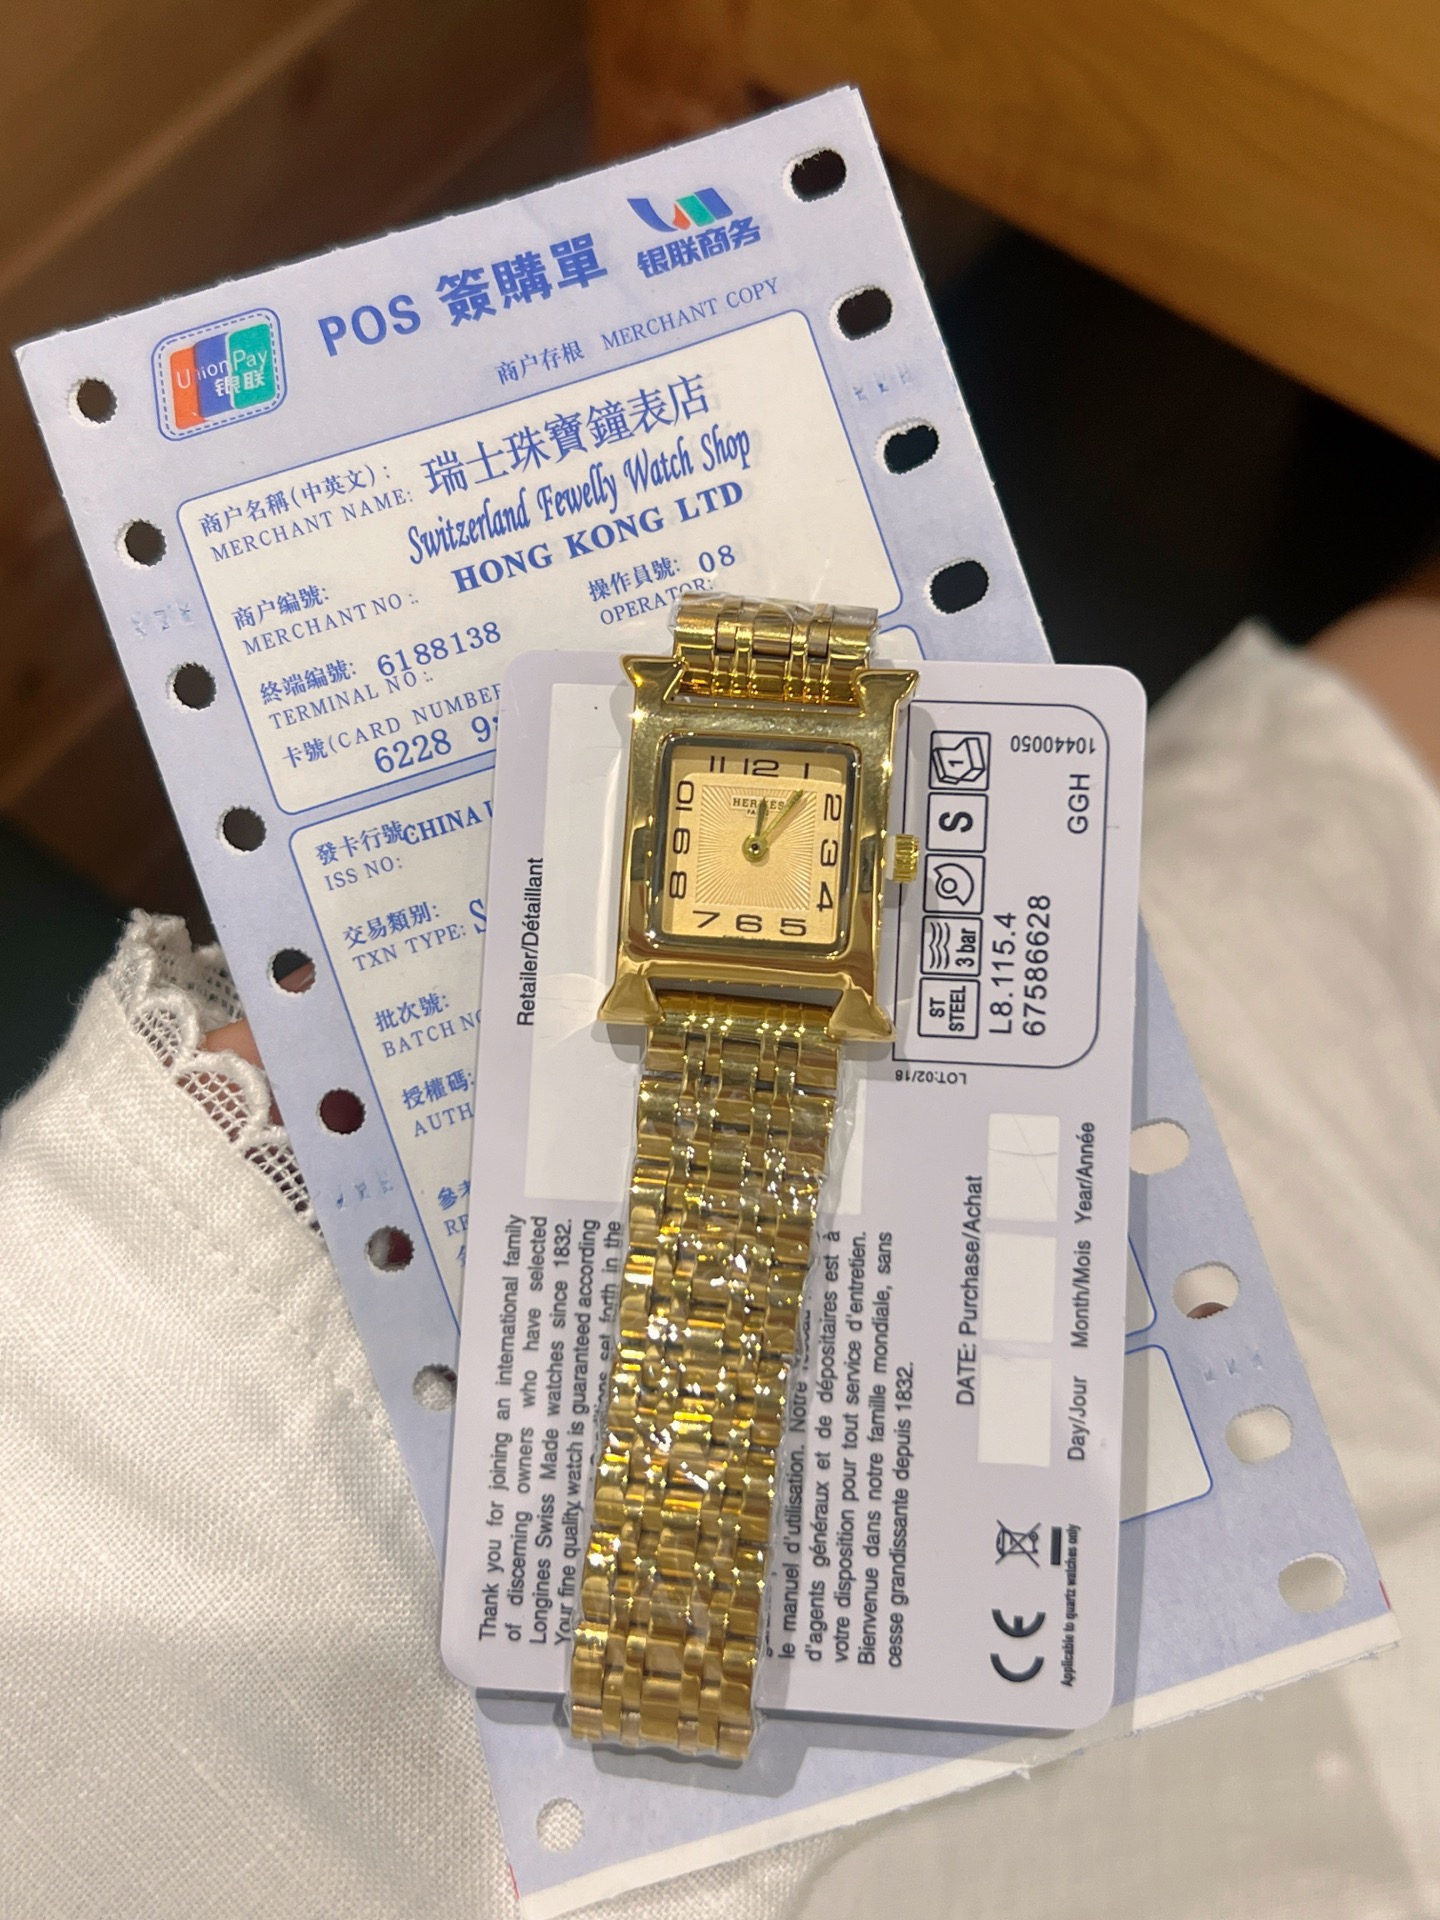 UnionPay
银联
POS 簽購單
银联商务
商户存根 MERCHANT COPY
商户名稱(中英文):
MERCHANT NAME:
瑞士珠寶鐘表店
Switzerland Fewelly Watch Shop
HONG KONG LTD
商户編號:
MERCHANT NO.:
操作員號: 08
OPERATOR:
6188138
終端編號:
TERMINAL NO.:
卡號(CARD NUMBER
6228
發卡行號:
CHINA
ISS NO:
交易類别:
TXN TYPE: S
批次號:
BATCH NO
授權碼:
AUTH
11 12 1
10 2
9 3
8 4
7 6 5
HERMES
PARIS
Retailer/Détaillant
10440050
GGH
1
S
3 bar
ST
STEEL
L8.115.4
67586628
LOT:02/18
Thank you for joining an international family
of discerning owners who have selected
Longines Swiss Made watches since 1832.
Your fine quality watch is guaranteed according
set forth in the
le manuel d'utilisation. Notre
d'agents généraux et de dépositaires est à
votre disposition pour tout service d'entretien.
Bienvenue dans notre famille mondiale, sans
cesse grandissante depuis 1832.
DATE: Purchase/Achat
Day/Jour Month/Mois Year/Année
CE
Applicable to quartz watches only